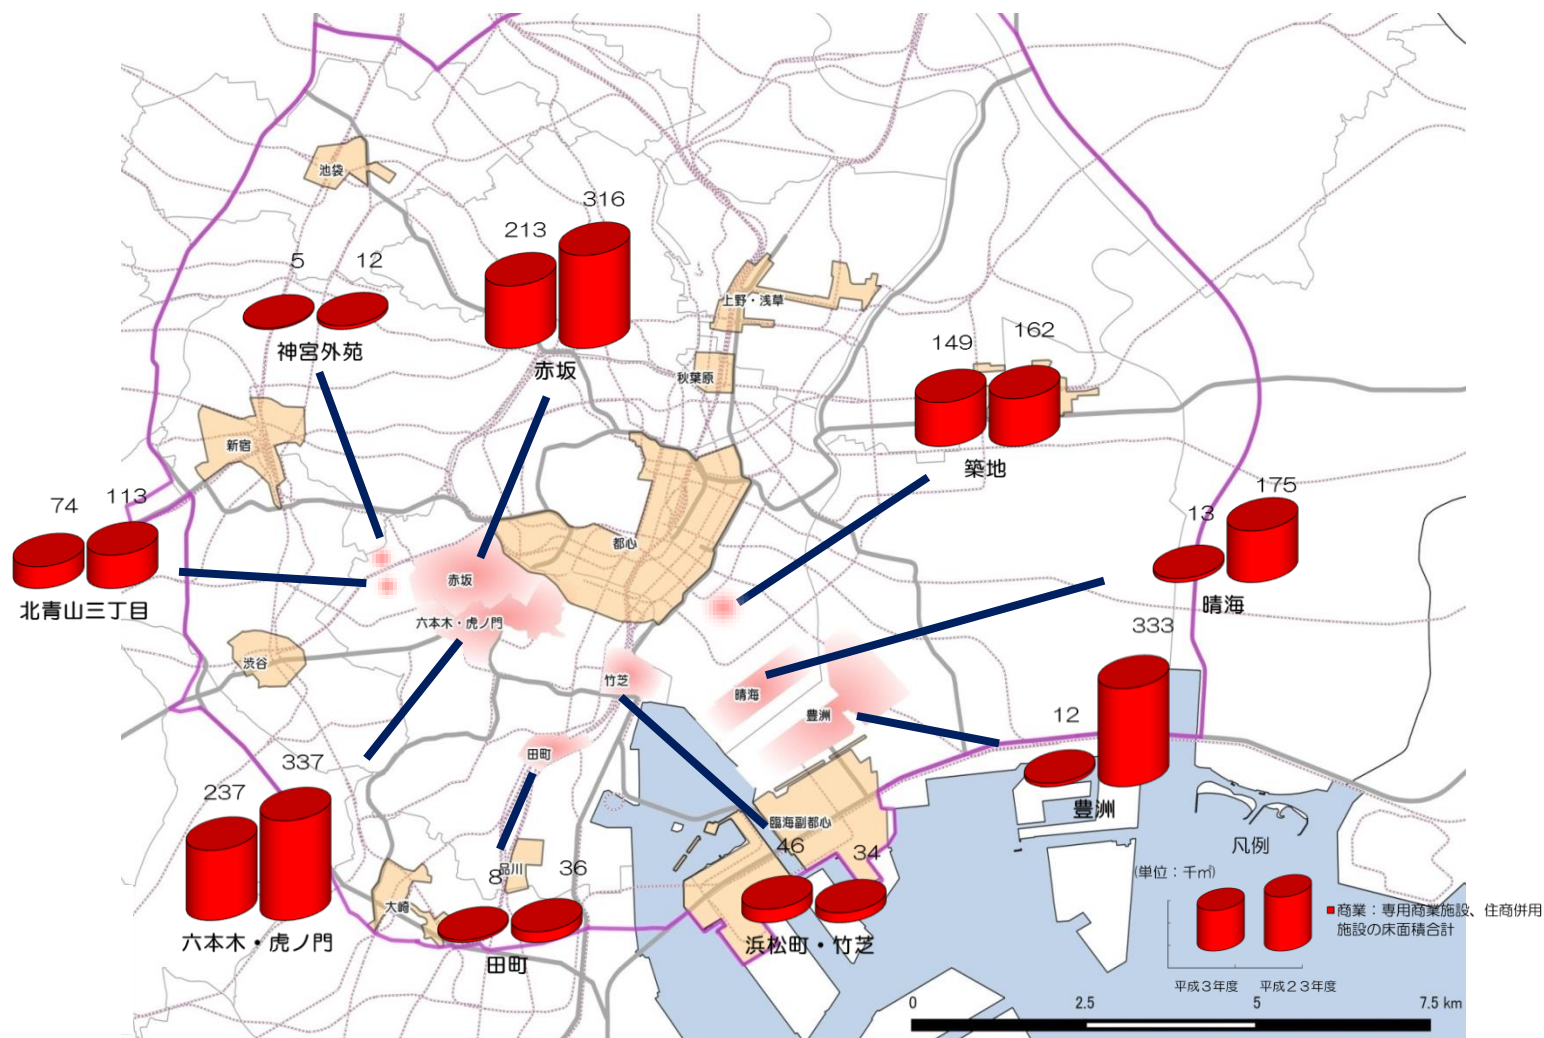 池袋
316
213
5
12
上野・浅草
神宮外苑
赤坂
秋葉原
149
162
新宿
築地
74
113
175
13
都心
赤坂
北青山三丁目
晴海
六本木・虎ノ門
333
渋谷
竹芝
晴海
豊洲
12
田町
337
237
豊洲
臨海副都心
46
34
凡例
品川
8
36
(単位：千㎡)
大崎
■商業：専用商業施設、住商併用
施設の床面積合計
六本木・虎ノ門
浜松町・竹芝
田町
平成３年度
平成２３年度
0
2.5
5
7.5 km